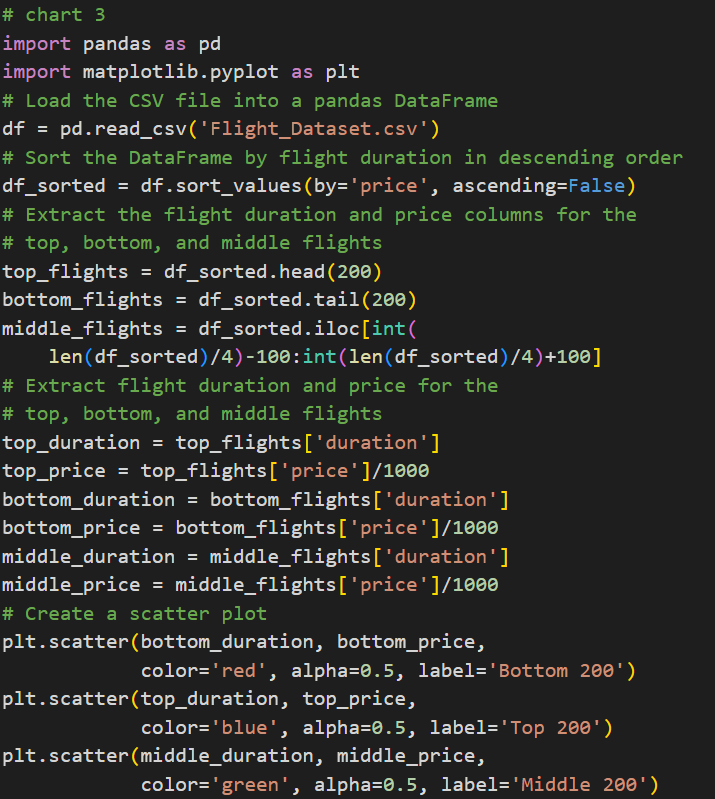 # chart 3
import pandas as pd
import matplotlib.pyplot as plt
# Load the CSV file into a pandas DataFrame
df = pd.read_csv('Flight_Dataset.csv')
# Sort the DataFrame by flight duration in descending order
df_sorted = df.sort_values(by='price', ascending=False)
# Extract the flight duration and price columns for the
# top, bottom, and middle flights
top_flights = df_sorted.head(200)
bottom_flights = df_sorted.tail(200)
middle_flights = df_sorted.iloc[int(
    len(df_sorted)/4)-100:int(len(df_sorted)/4)+100]
# Extract flight duration and price for the
# top, bottom, and middle flights
top_duration = top_flights['duration']
top_price = top_flights['price']/1000
bottom_duration = bottom_flights['duration']
bottom_price = bottom_flights['price']/1000
middle_duration = middle_flights['duration']
middle_price = middle_flights['price']/1000
# Create a scatter plot
plt.scatter(bottom_duration, bottom_price,
            color='red', alpha=0.5, label='Bottom 200')
plt.scatter(top_duration, top_price,
            color='blue', alpha=0.5, label='Top 200')
plt.scatter(middle_duration, middle_price,
            color='green', alpha=0.5, label='Middle 200')